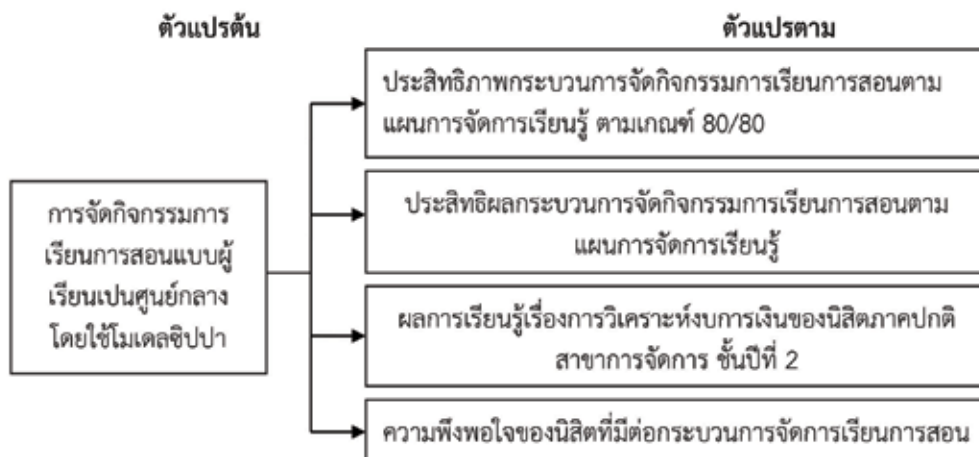 ตัวแปรต้น
ตัวแปรตาม
การจัดกิจกรรมการ
เรียนการสอนแบบผู้
เรียนเปนศูนย์กลาง
โดยใช้โมเดลซิปปา
ประสิทธิภาพกระบวนการจัดกิจกรรมการเรียนการสอนตาม
แผนการจัดการเรียนรู้ ตามเกณฑ์ 80/80
ประสิทธิผลกระบวนการจัดกิจกรรมการเรียนการสอนตาม
แผนการจัดการเรียนรู้
ผลการเรียนรู้เรื่องการวิเคราะห์งบการเงินของนิสิตภาคปกติ
สาขาการจัดการ ชั้นปีที่ 2
ความพึงพอใจของนิสิตที่มีต่อกระบวนการจัดการเรียนการสอน